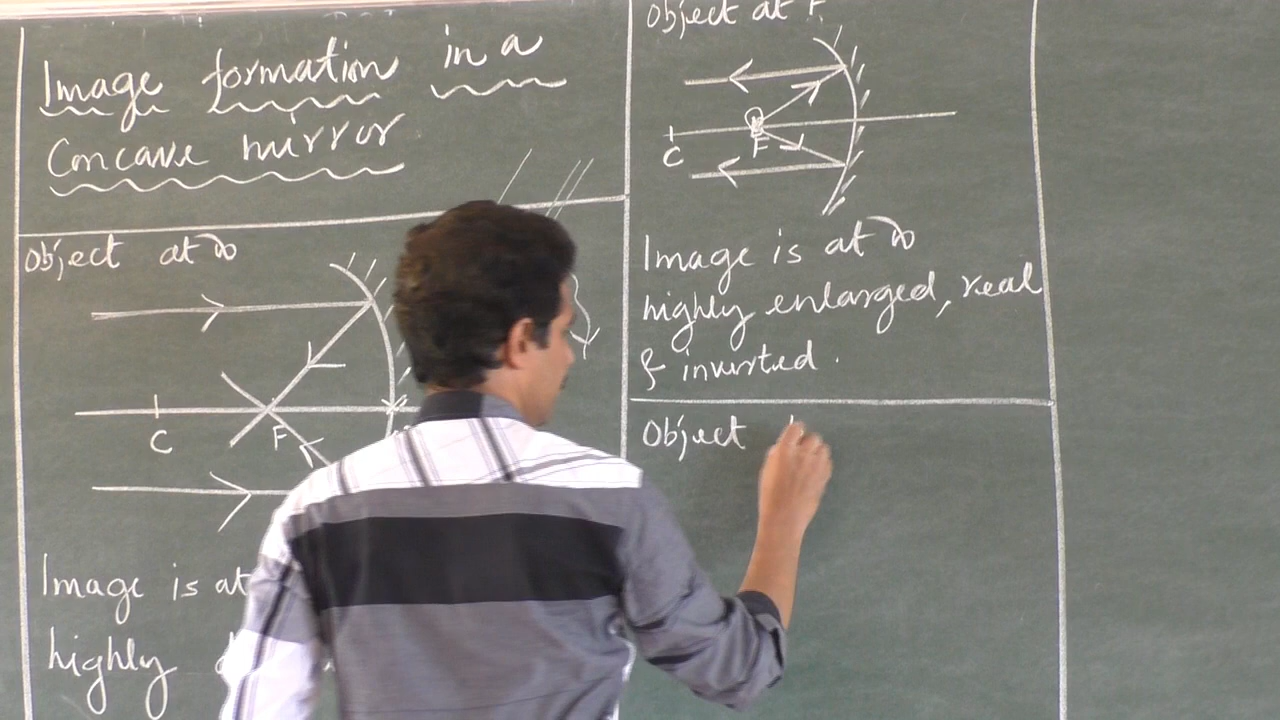 Image formation in a
Concave mirror
Object at ∞
C
F
Image is at
highly
Object at F
C
F
Image is at ∞
highly enlarged, real
& inverted.
Object